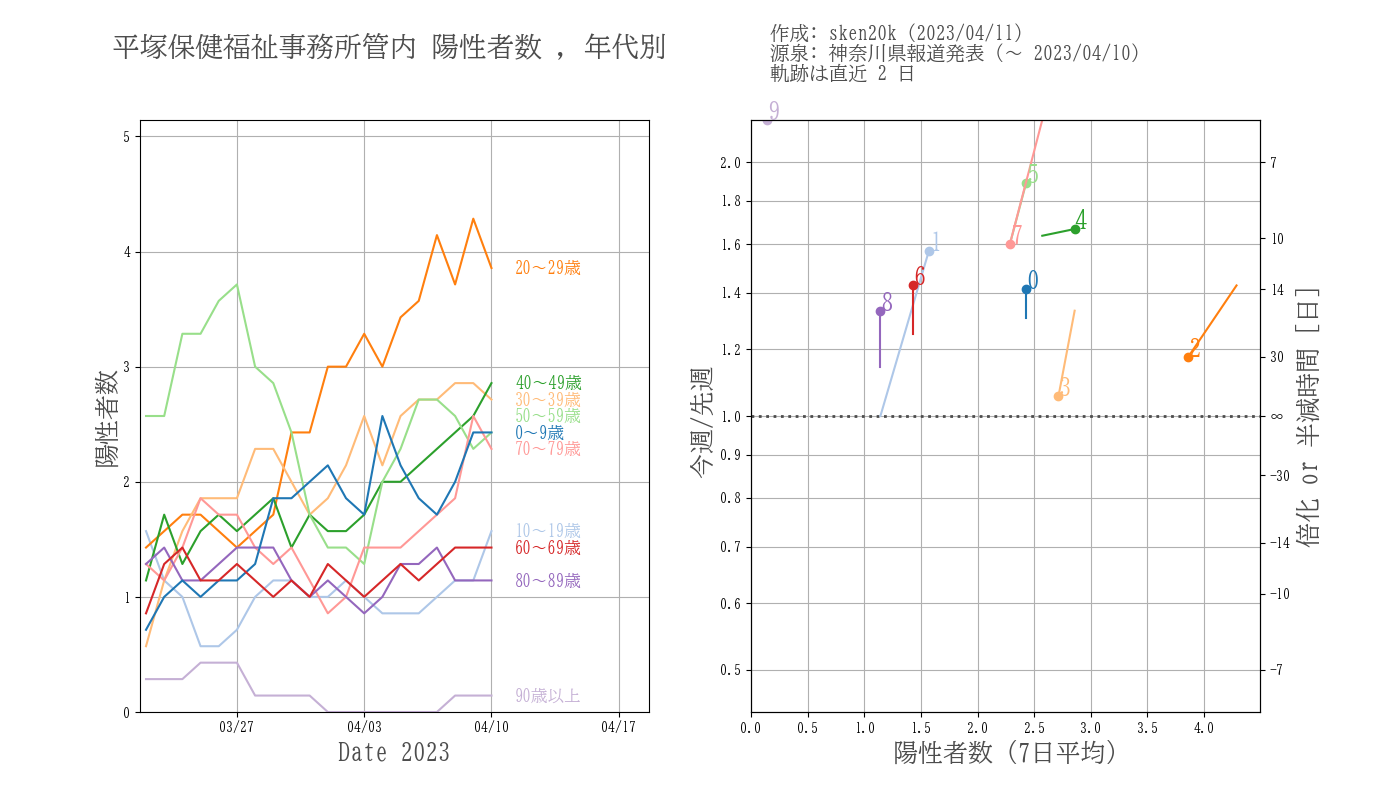 平塚保健福祉事務所管内 陽性者数 , 年代別
作成: sken20k (2023/04/11)
源泉: 神奈川県報道発表 (〜 2023/04/10)
軌跡は直近 2 日
陽性者数
5
4
3
2
1
0
20〜29歳
40〜49歳
30〜39歳
50〜59歳
0〜9歳
70〜79歳
10〜19歳
60〜69歳
80〜89歳
90歳以上
03/27
04/03
04/10
04/17
Date 2023
今週/先週
2.0
1.8
1.6
1.4
1.2
1.0
0.9
0.8
0.7
0.6
0.5
9
5
4
7
1
6
0
8
2
3
7
10
14
30
∞
-30
-14
-10
-7
倍化 or 半減時間 [日]
0.0
0.5
1.0
1.5
2.0
2.5
3.0
3.5
4.0
陽性者数 (7日平均)